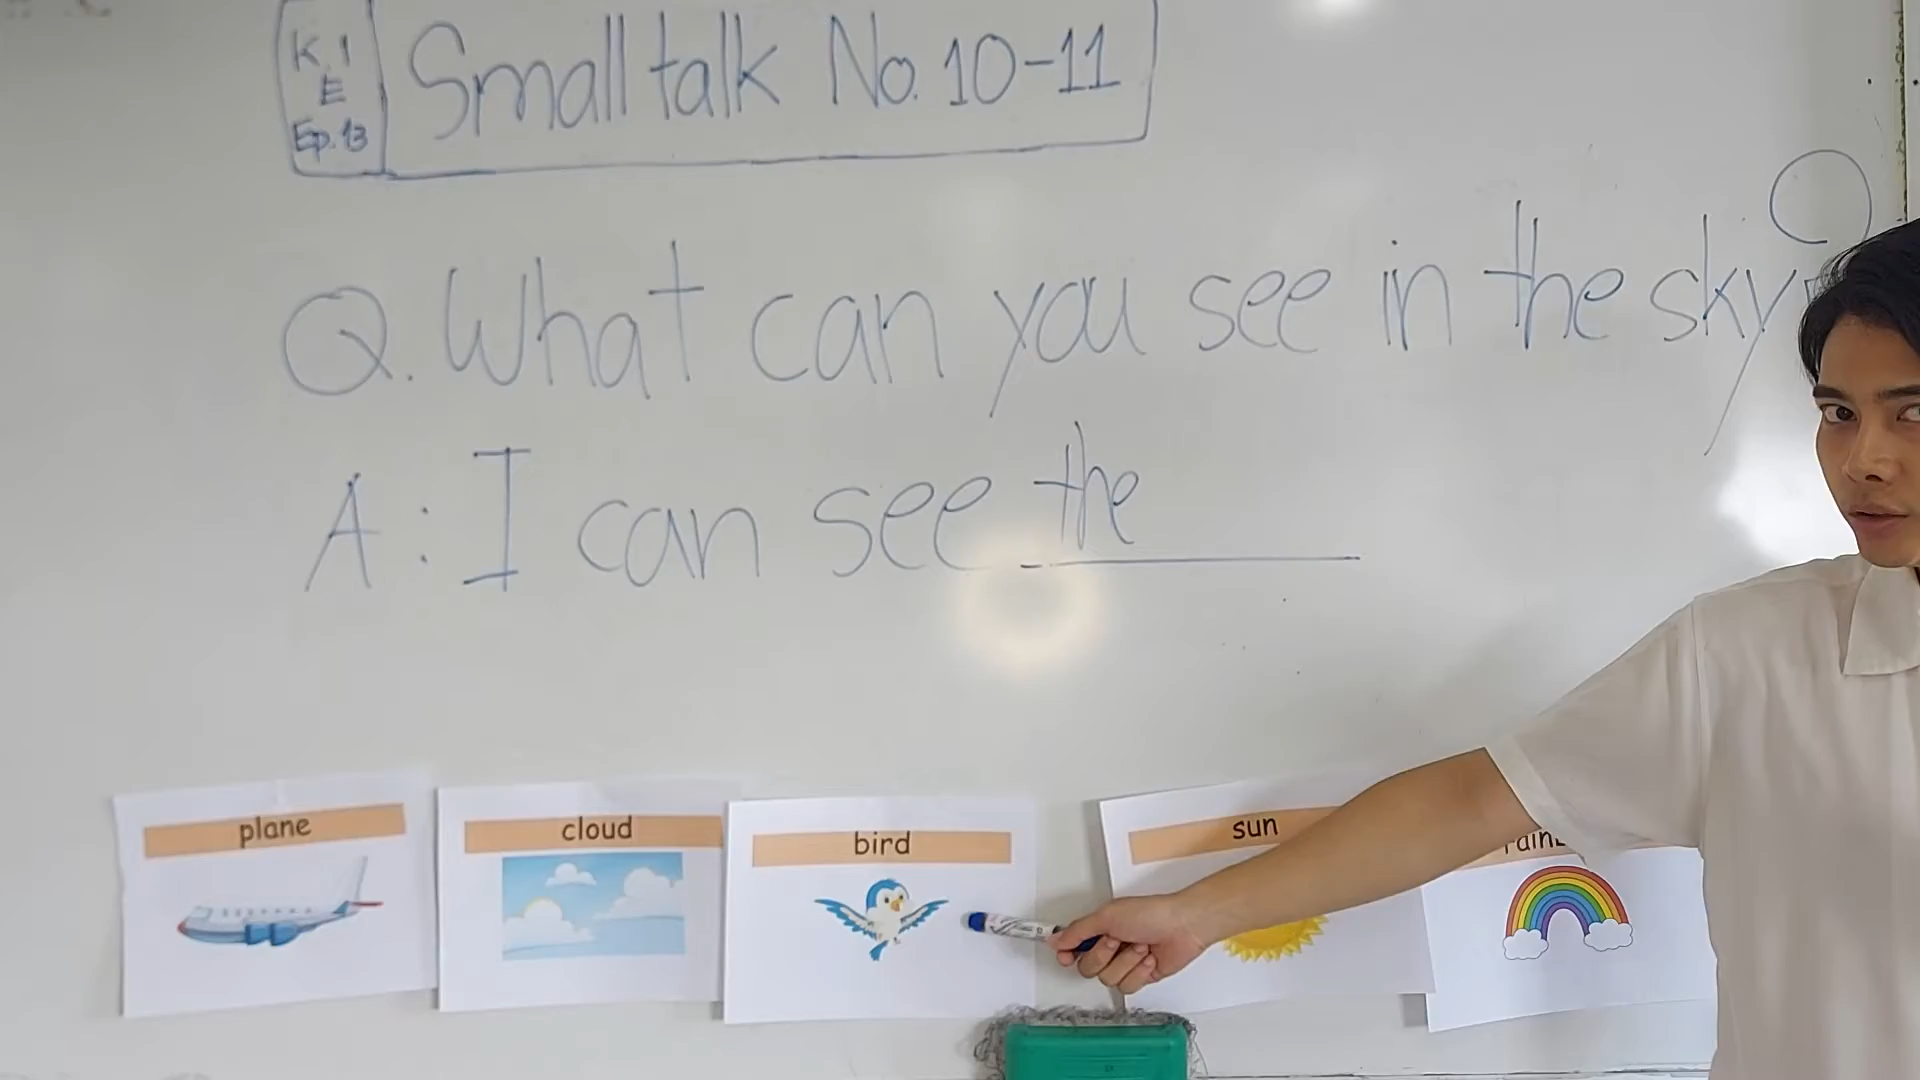 K.1
E
Ep.13
Small talk No. 10-11
Q. What can you see in the sky?
A : I can see the
plane
cloud
bird
sun